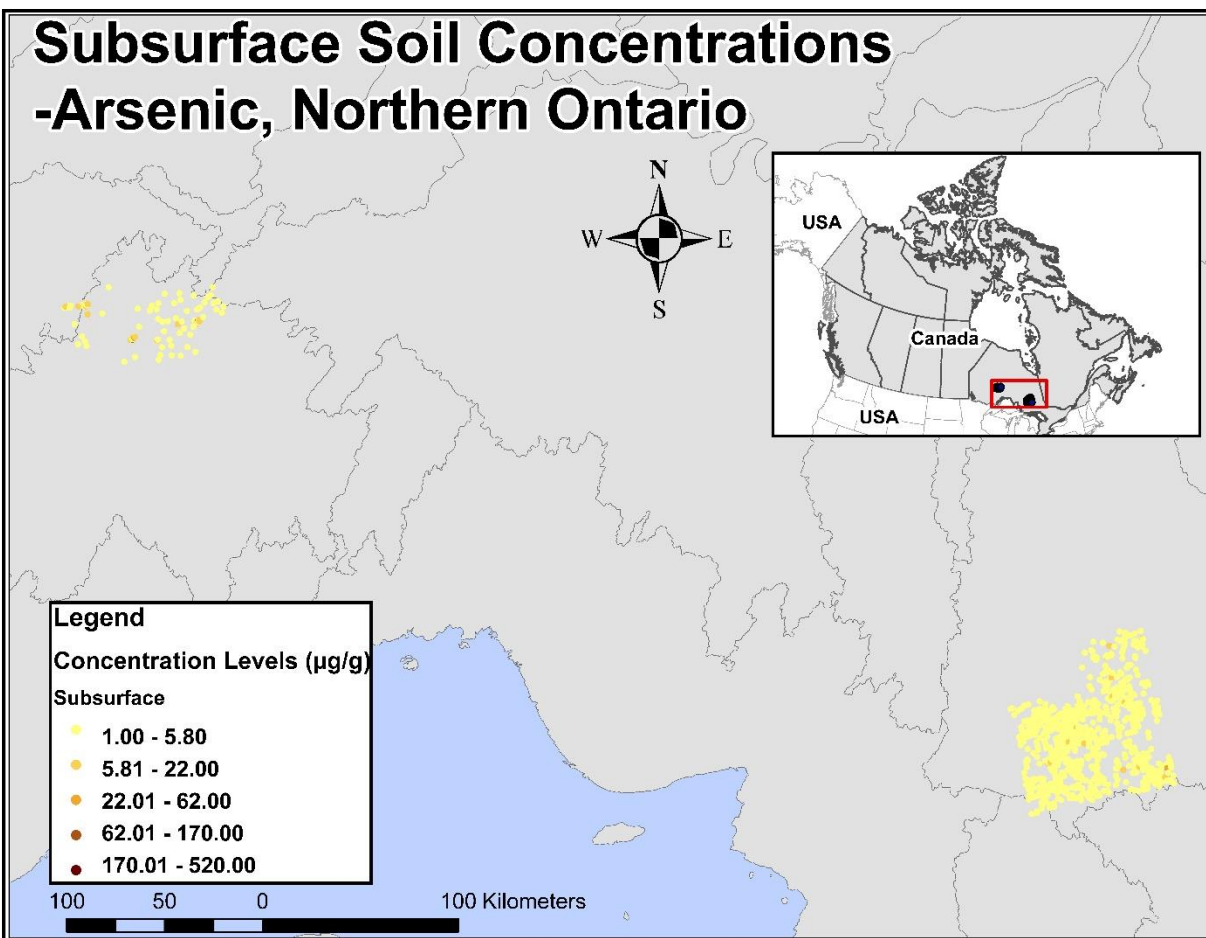 Subsurface Soil Concentrations
-Arsenic, Northern Ontario
N
W
E
S
USA
Canada
USA
Legend
Concentration Levels (µg/g)
Subsurface
1.00 - 5.80
5.81 - 22.00
22.01 - 62.00
62.01 - 170.00
170.01 - 520.00
100 50 0 100 Kilometers